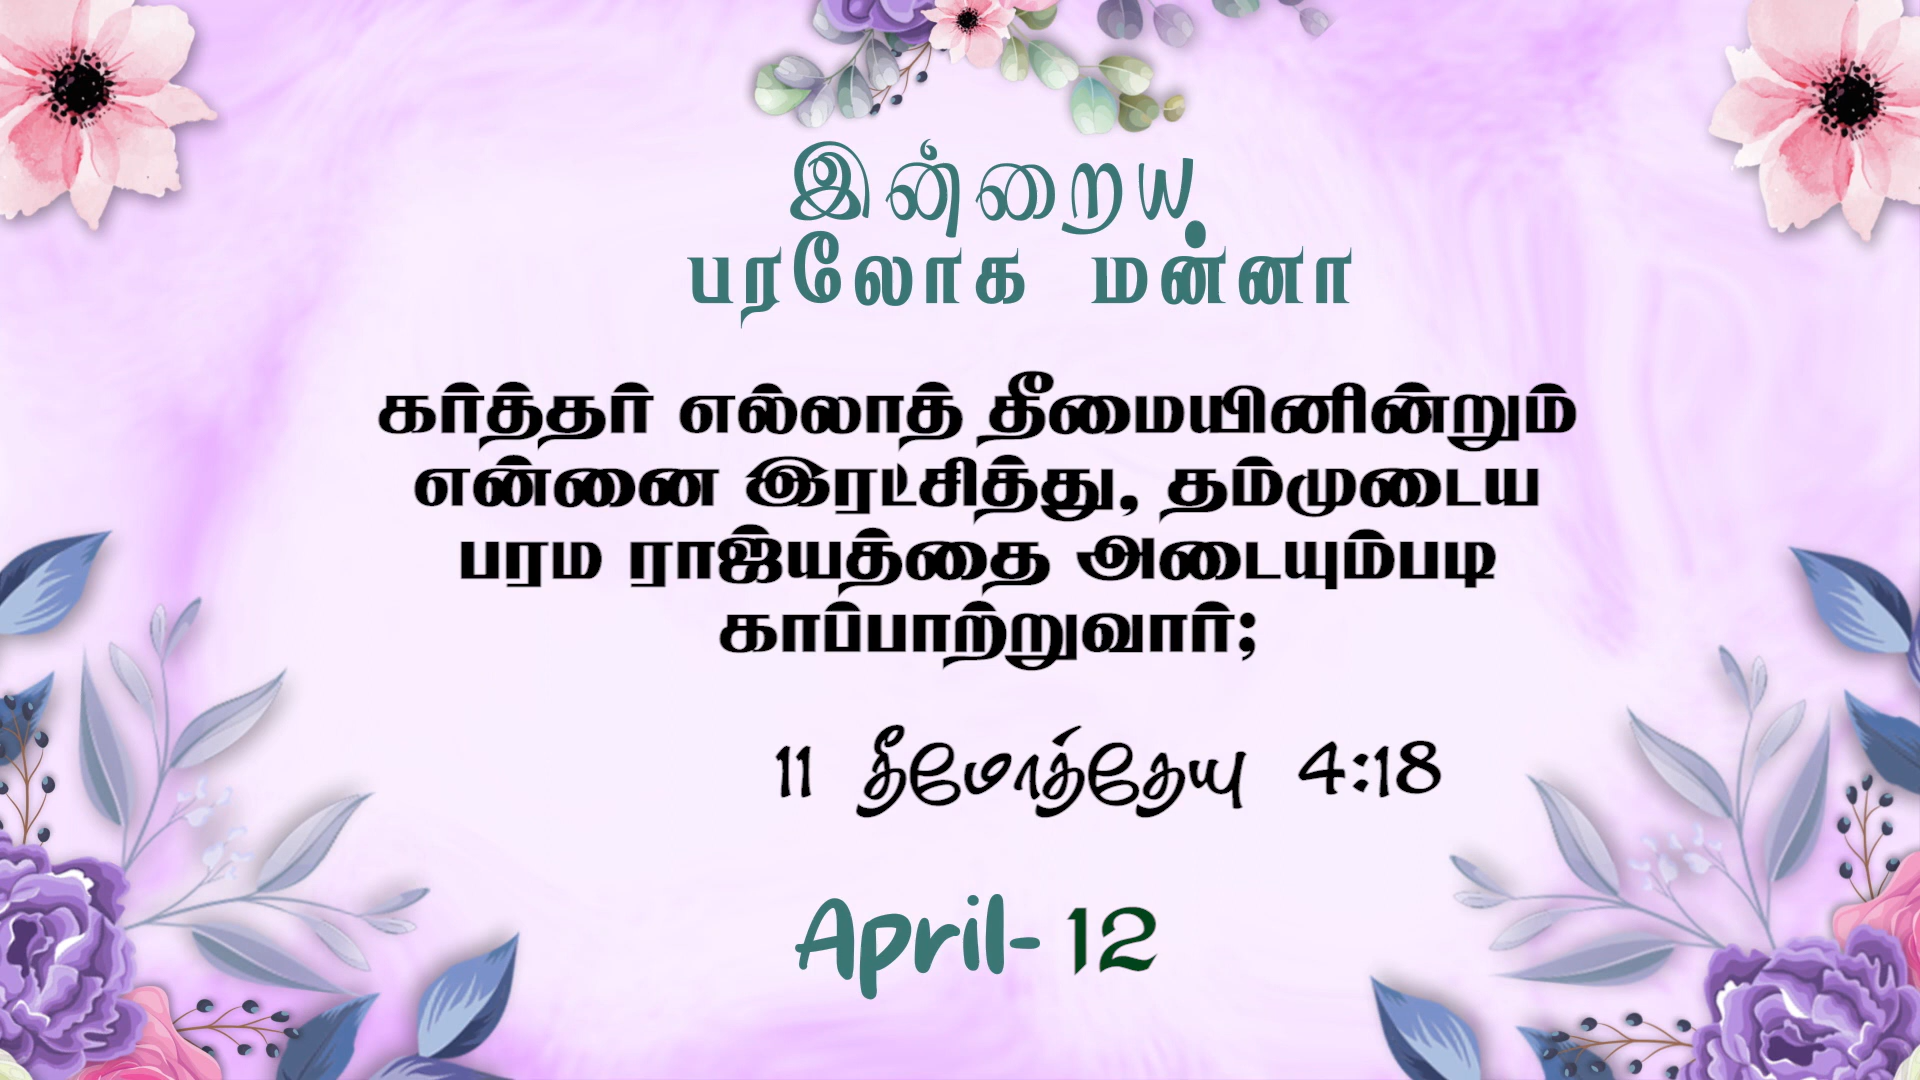 இன்றைய
பரலோக மன்னா
கர்த்தர் எல்லாத் தீமையினின்றும்
என்னை இரட்சித்து, தம்முடைய
பரம ராஜ்யத்தை அடையும்படி
காப்பாற்றுவார்;
11 தீமோத்தேயு 4:18
April- 12